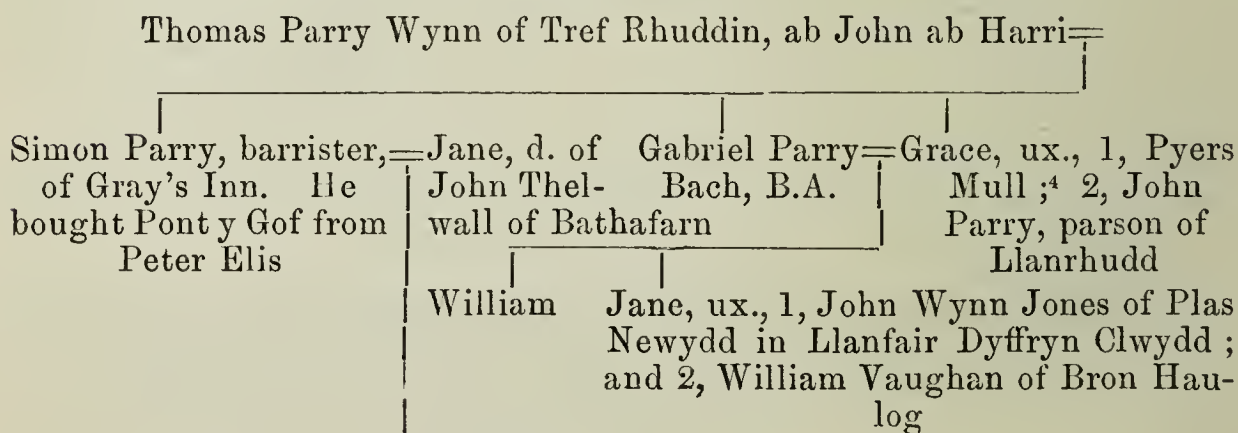 Thomas Parry Wynn of Tref Rhuddin, ab John ab Harri=
Simon Parry, barrister,=Jane, d. of Gabriel Parry=Grace, ux., 1, Pyers
of Gray's Inn. He John Thel- Bach, B.A. Mull ;⁴ 2, John
bought Pont y Gof from wall of Bathafarn Parry, parson of
Peter Elis Llanrhudd
William Jane, ux., 1, John Wynn Jones of Plas
Newydd in Llanfair Dyffryn Clwydd ;
and 2, William Vaughan of Bron Hau-
log